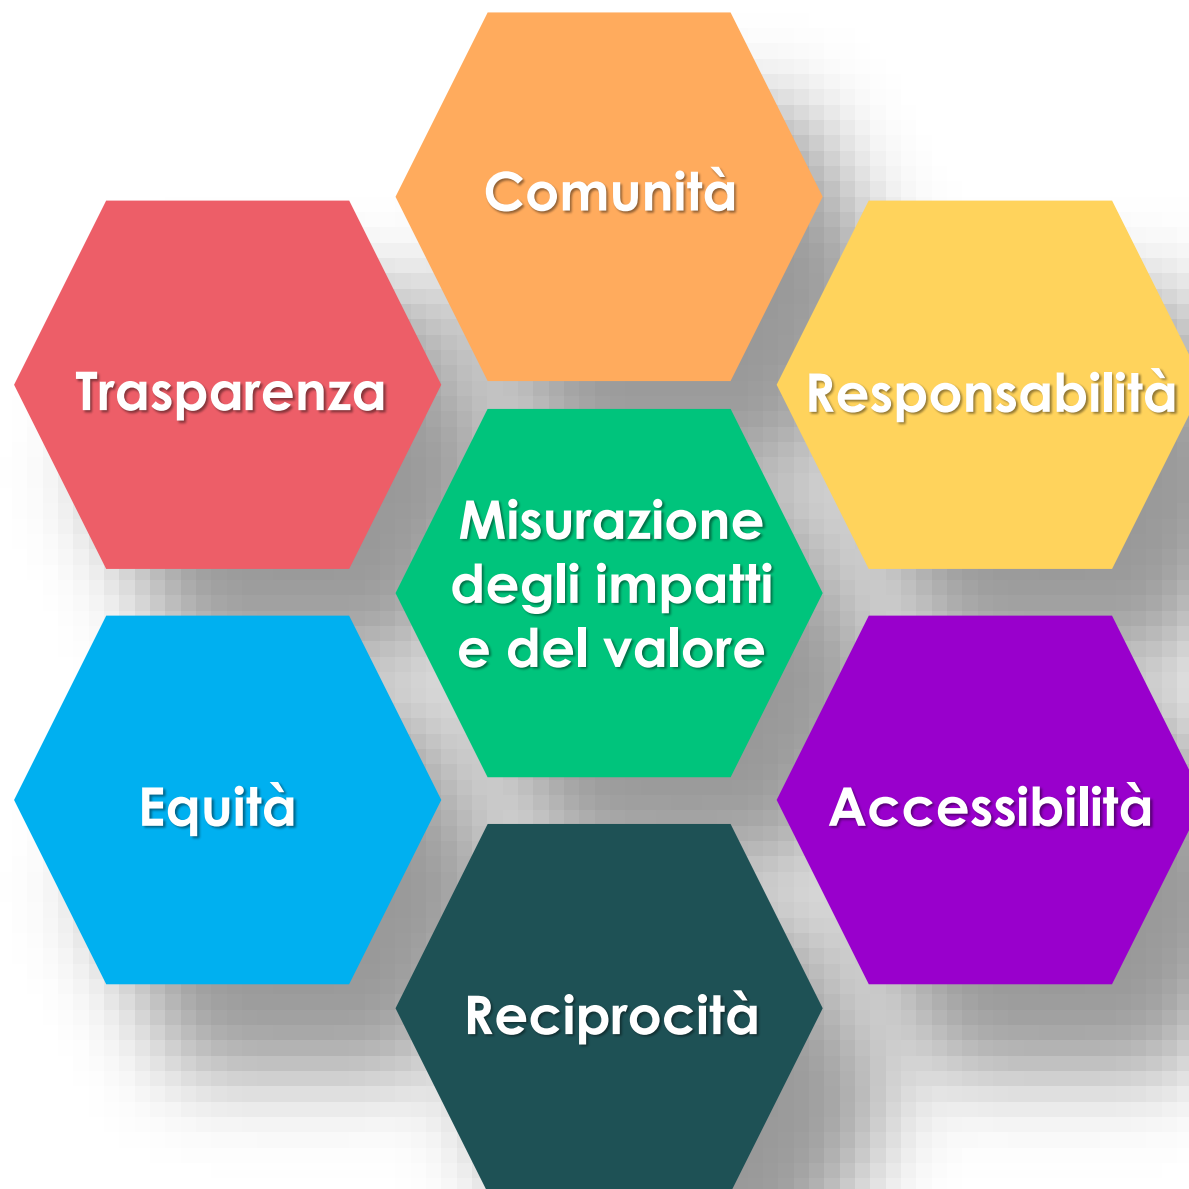 Comunità
Trasparenza
Responsabilità
Misurazione
degli impatti
e del valore
Equità
Accessibilità
Reciprocità